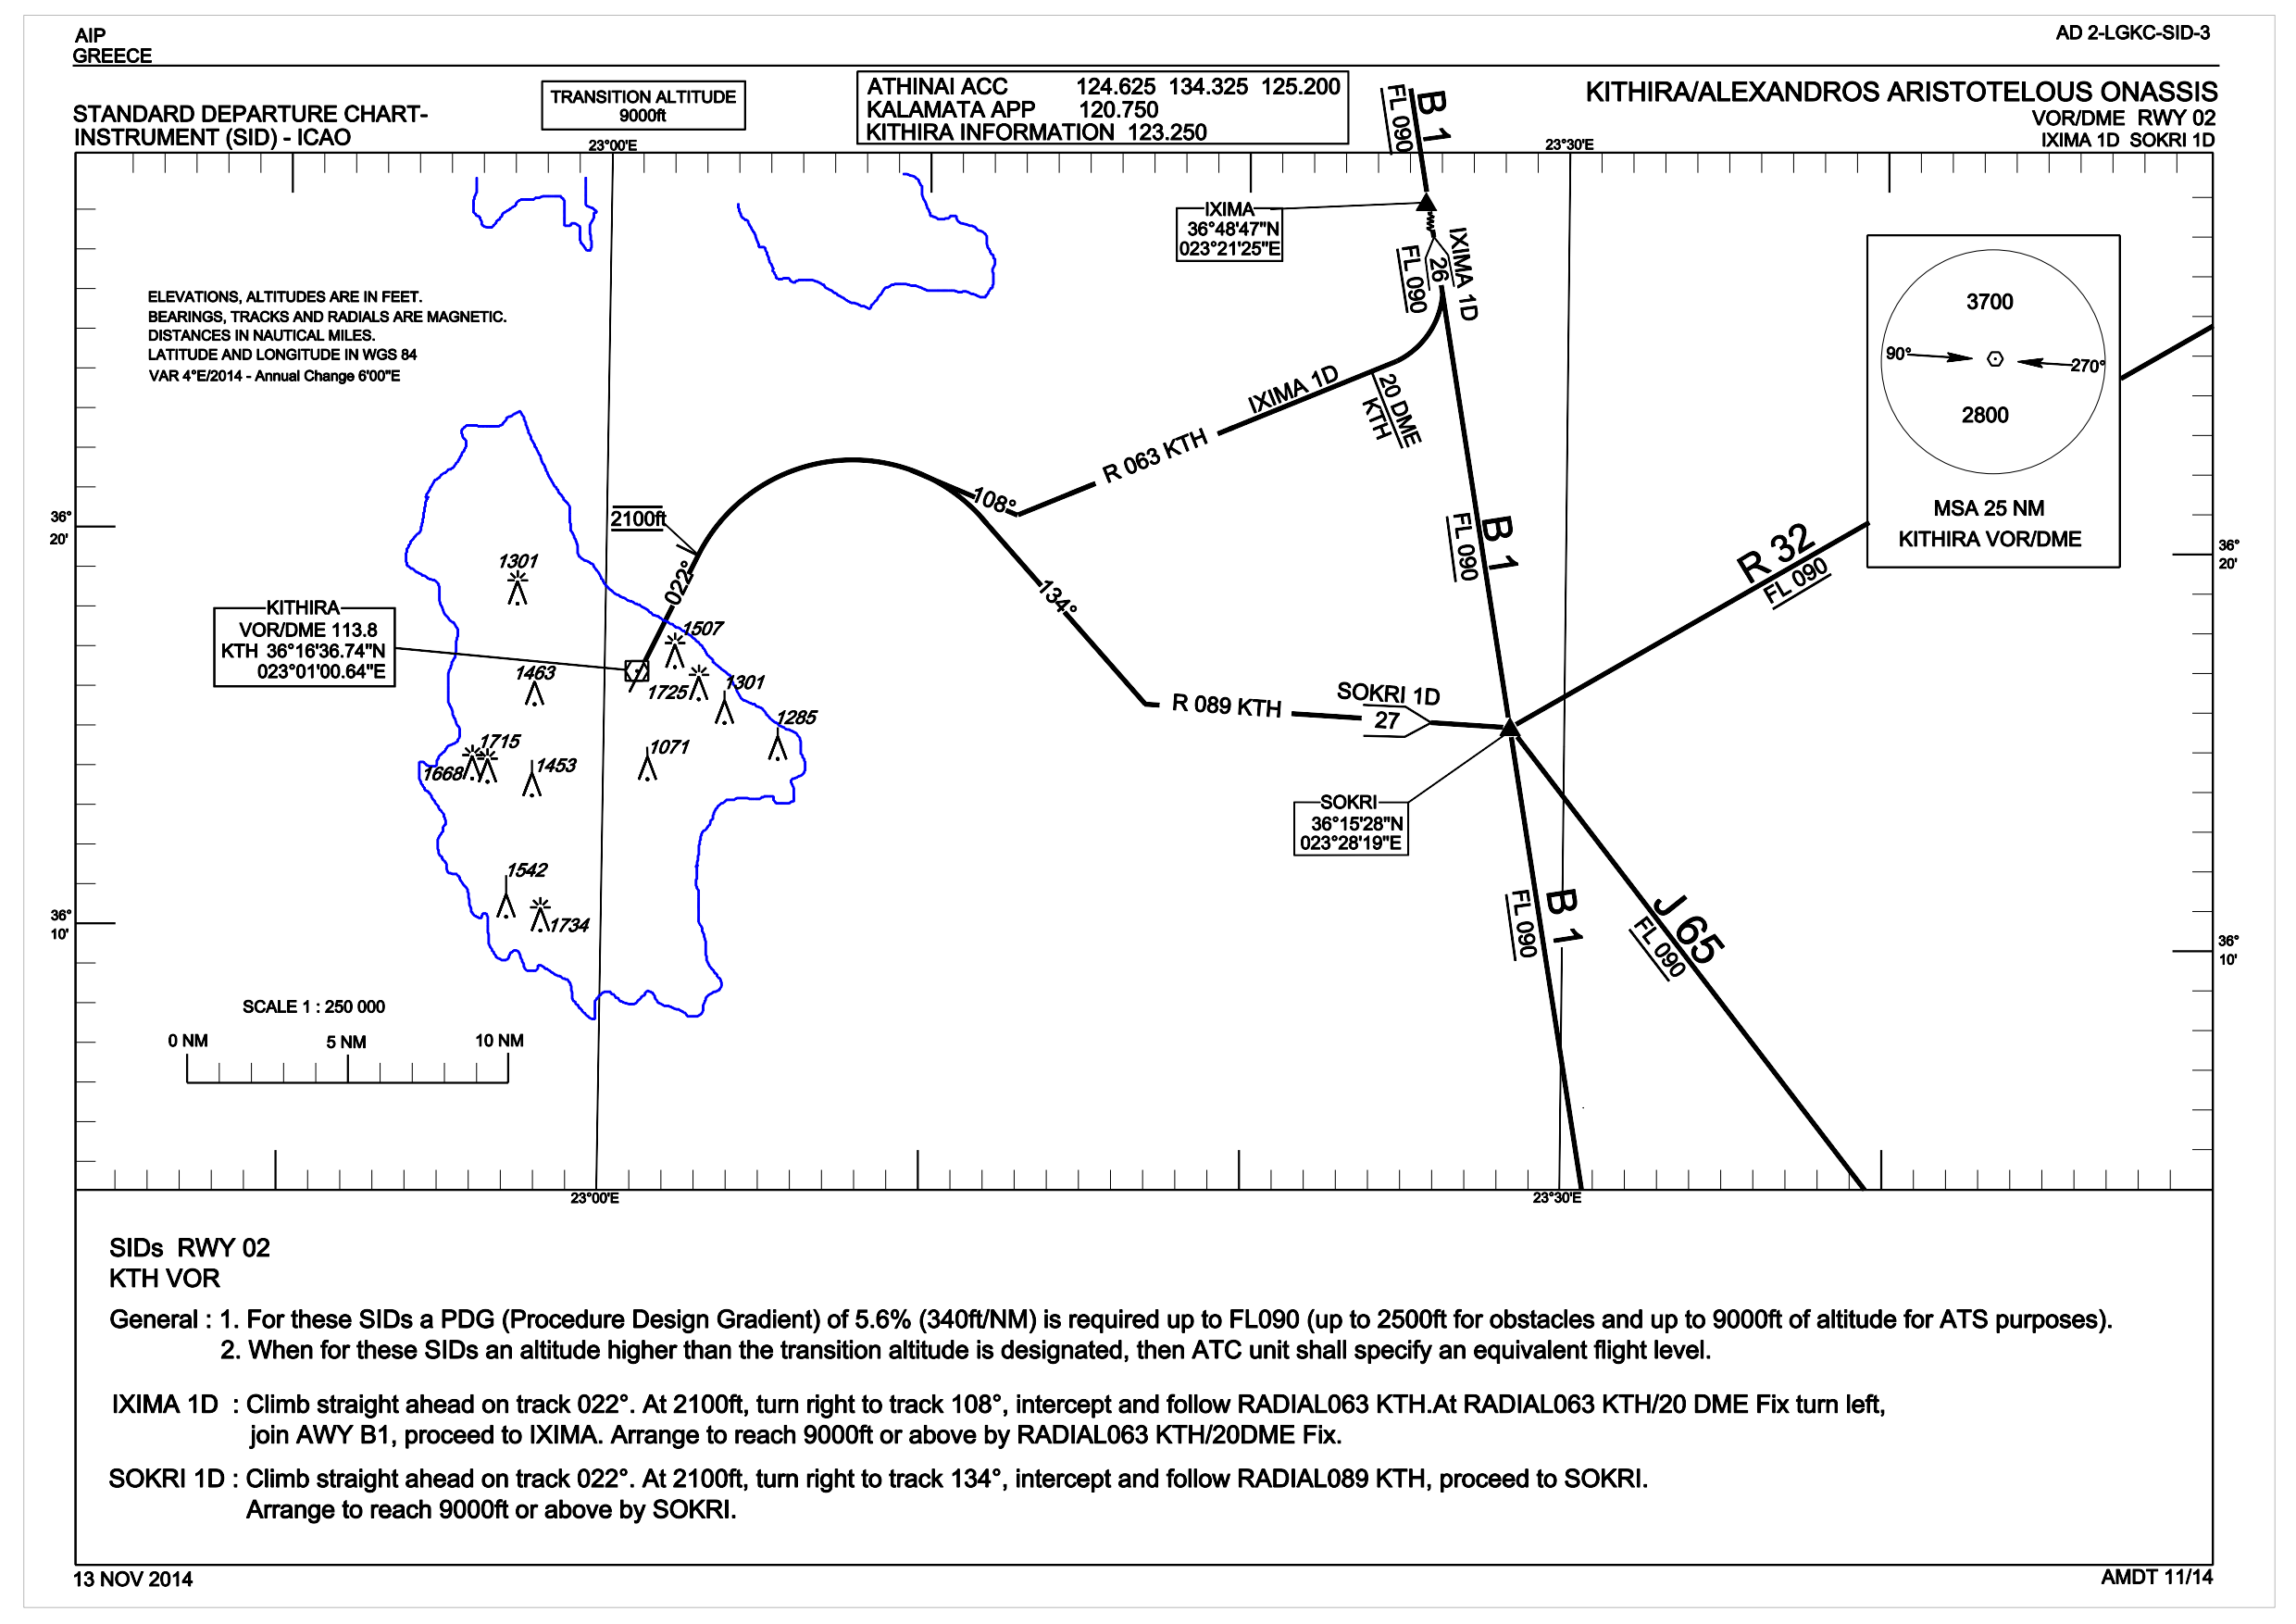 AIP
GREECE
AD 2-LGKC-SID-3
STANDARD DEPARTURE CHART-
INSTRUMENT (SID) - ICAO
TRANSITION ALTITUDE
9000ft
ATHINAI ACC 124.625 134.325 125.200
KALAMATA APP 120.750
KITHIRA INFORMATION 123.250
KITHIRA/ALEXANDROS ARISTOTELOUS ONASSIS
VOR/DME RWY 02
IXIMA 1D SOKRI 1D
23°00'E
23°30'E
B 1
FL 090
IXIMA
36°48'47"N
023°21'25"E
IXIMA 1D
26
FL 090
ELEVATIONS, ALTITUDES ARE IN FEET.
BEARINGS, TRACKS AND RADIALS ARE MAGNETIC.
DISTANCES IN NAUTICAL MILES.
LATITUDE AND LONGITUDE IN WGS 84
VAR 4°E/2014 - Annual Change 6'00"E
3700
90°
270°
2800
MSA 25 NM
KITHIRA VOR/DME
IXIMA 1D
20 DME
KTH
R 063 KTH
108°
2100ft
022°
134°
36°
20'
36°
20'
B 1
FL 090
R 32
FL 090
1301
KITHIRA
VOR/DME 113.8
KTH 36°16'36.74"N
023°01'00.64"E
1507
1463
1725
1301
1285
1715
1668
1453
1071
R 089 KTH
SOKRI 1D
27
SOKRI
36°15'28"N
023°28'19"E
1542
1734
36°
10'
36°
10'
B 1
FL 090
J 65
FL 090
SCALE 1 : 250 000
0 NM 5 NM 10 NM
23°00'E
23°30'E
SIDs RWY 02
KTH VOR
General : 1. For these SIDs a PDG (Procedure Design Gradient) of 5.6% (340ft/NM) is required up to FL090 (up to 2500ft for obstacles and up to 9000ft of altitude for ATS purposes).
2. When for these SIDs an altitude higher than the transition altitude is designated, then ATC unit shall specify an equivalent flight level.
IXIMA 1D : Climb straight ahead on track 022°. At 2100ft, turn right to track 108°, intercept and follow RADIAL063 KTH.At RADIAL063 KTH/20 DME Fix turn left,
join AWY B1, proceed to IXIMA. Arrange to reach 9000ft or above by RADIAL063 KTH/20DME Fix.
SOKRI 1D : Climb straight ahead on track 022°. At 2100ft, turn right to track 134°, intercept and follow RADIAL089 KTH, proceed to SOKRI.
Arrange to reach 9000ft or above by SOKRI.
13 NOV 2014
AMDT 11/14